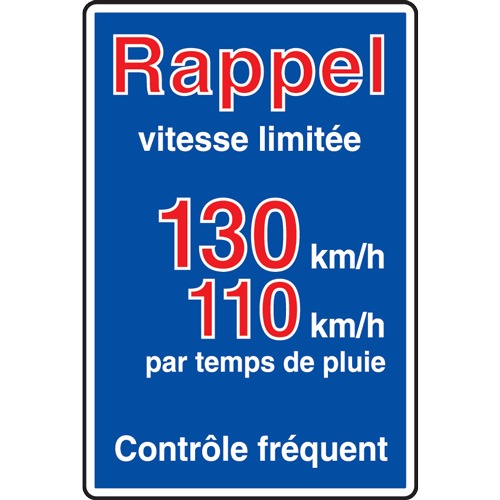 Rappel
vitesse limitée
130 km/h
110 km/h
par temps de pluie
Contrôle fréquent